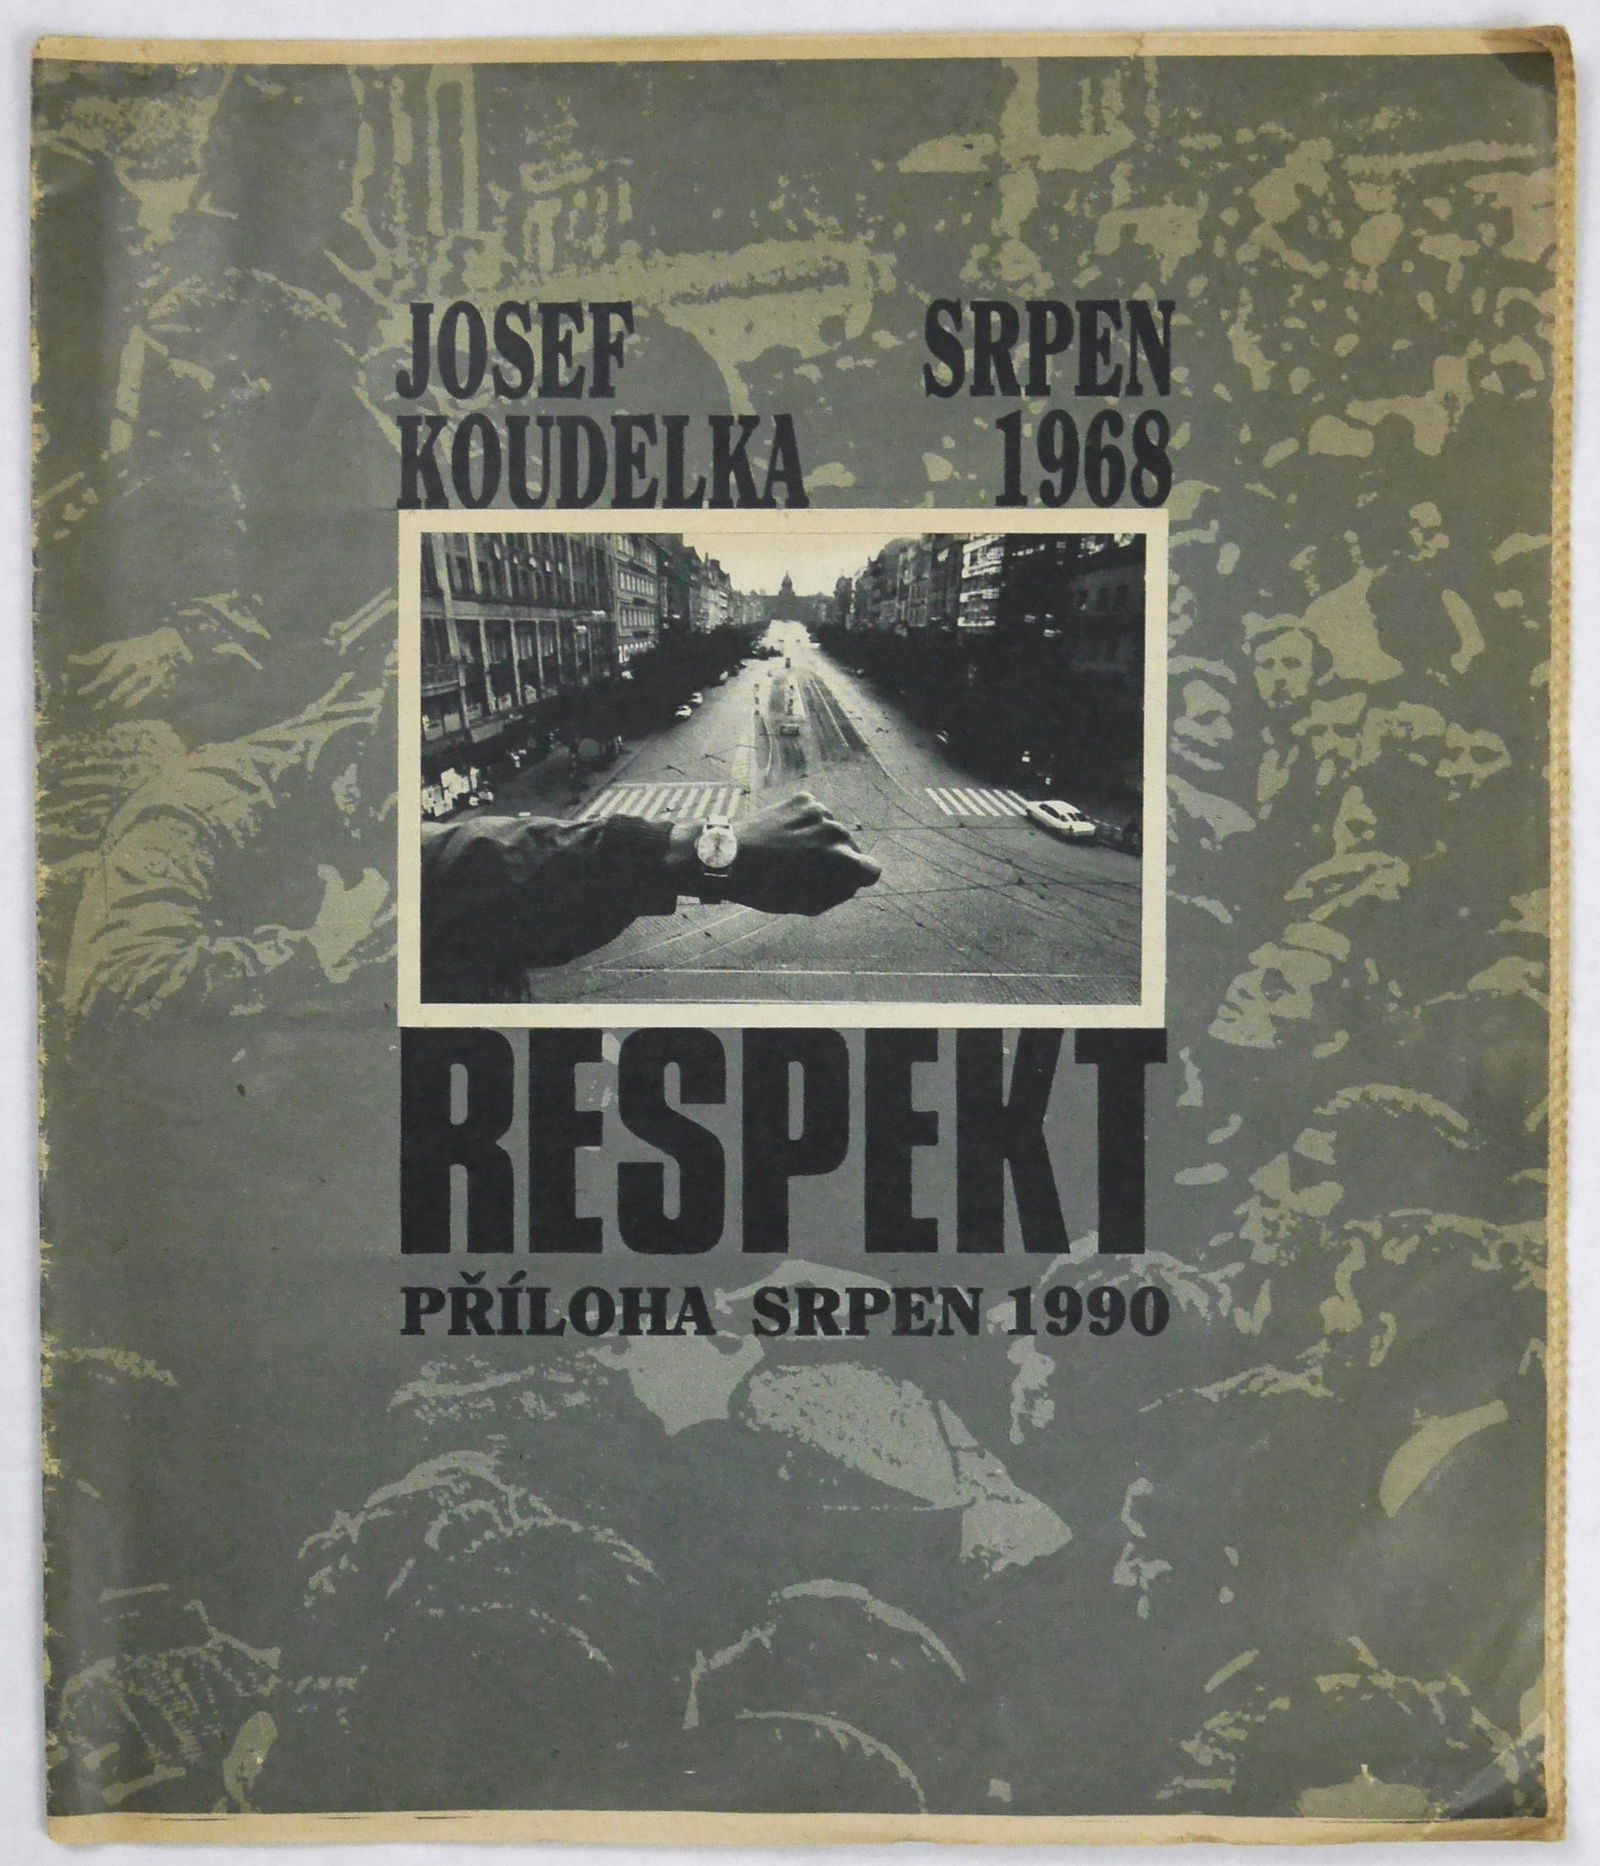 JOSEF
KOUDELKA
SRPEN
1968
RESPEKT
PŘÍLOHA SRPEN 1990